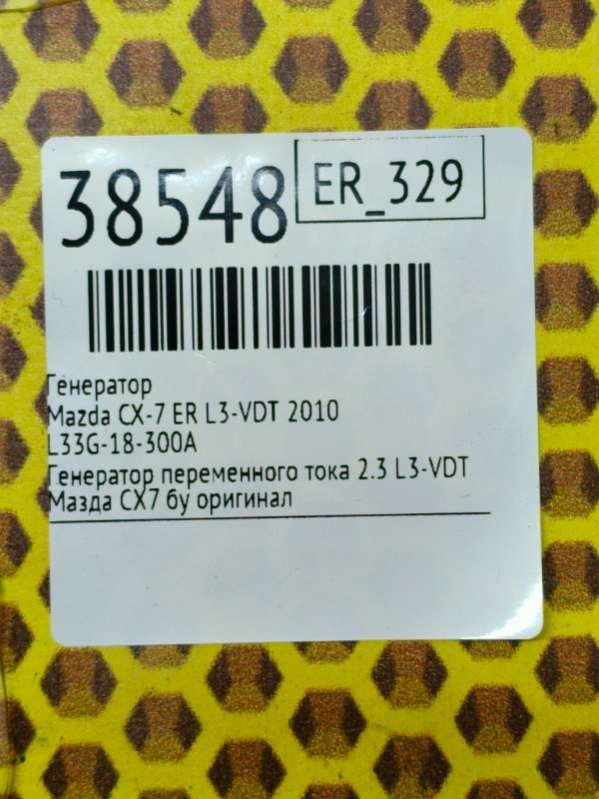 38548
ER_329
Генератор
Mazda CX-7 ER L3-VDT 2010
L33G-18-300A
Генератор переменного тока 2.3 L3-VDT
Мазда СХ7 бу оригинал